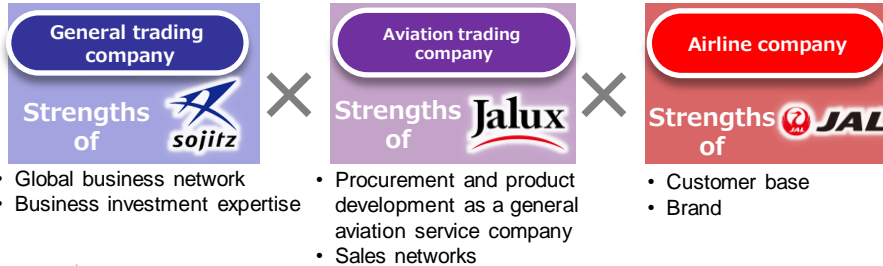 General trading
company
Strengths
of
sojitz
• Global business network
• Business investment expertise
×
Aviation trading
company
Strengths
of
Jalux
• Procurement and product
development as a general
aviation service company
• Sales networks
×
Airline company
Strengths
of
JAL
JAL
• Customer base
• Brand